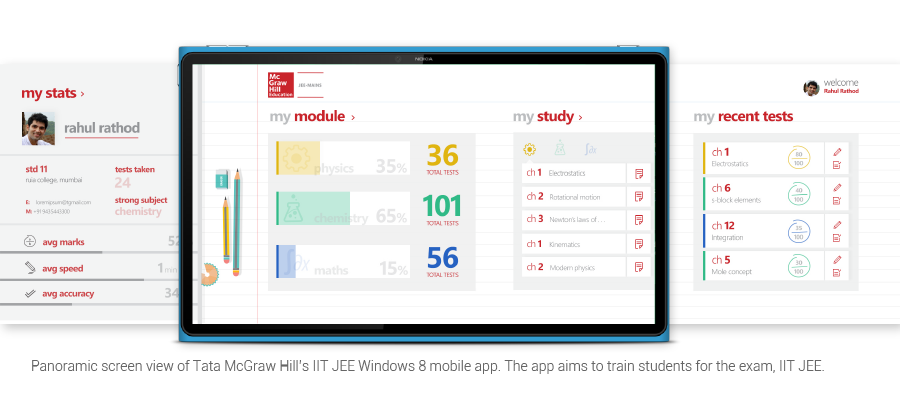 my stats ›
rahul rathod
std 11
ruia college, mumbai
tests taken
24
strong subject
chemistry
E: loremipsum@gmail.com
M: +919455440300
avg marks
52
avg speed
1 min
avg accuracy
34
NOKIA
Mc
Graw
Hill
Education
JEE-MAINS
my module ›
physics 35%
36
TOTAL TESTS
chemistry 65%
101
TOTAL TESTS
maths 15%
56
TOTAL TESTS
my study ›
ch 1 Electrostatics
ch 2 Rotational motion
ch 3 Newton's laws of . . .
ch 1 Kinematics
ch 2 Modern physics
welcome
Rahul Rathod
my recent tests
ch 1
Electrostatics
50
100
ch 6
s-block elements
40
100
ch 12
Integration
35
100
ch 5
Mole concept
30
100
Panoramic screen view of Tata McGraw Hill's IIT JEE Windows 8 mobile app. The app aims to train students for the exam, IIT JEE.